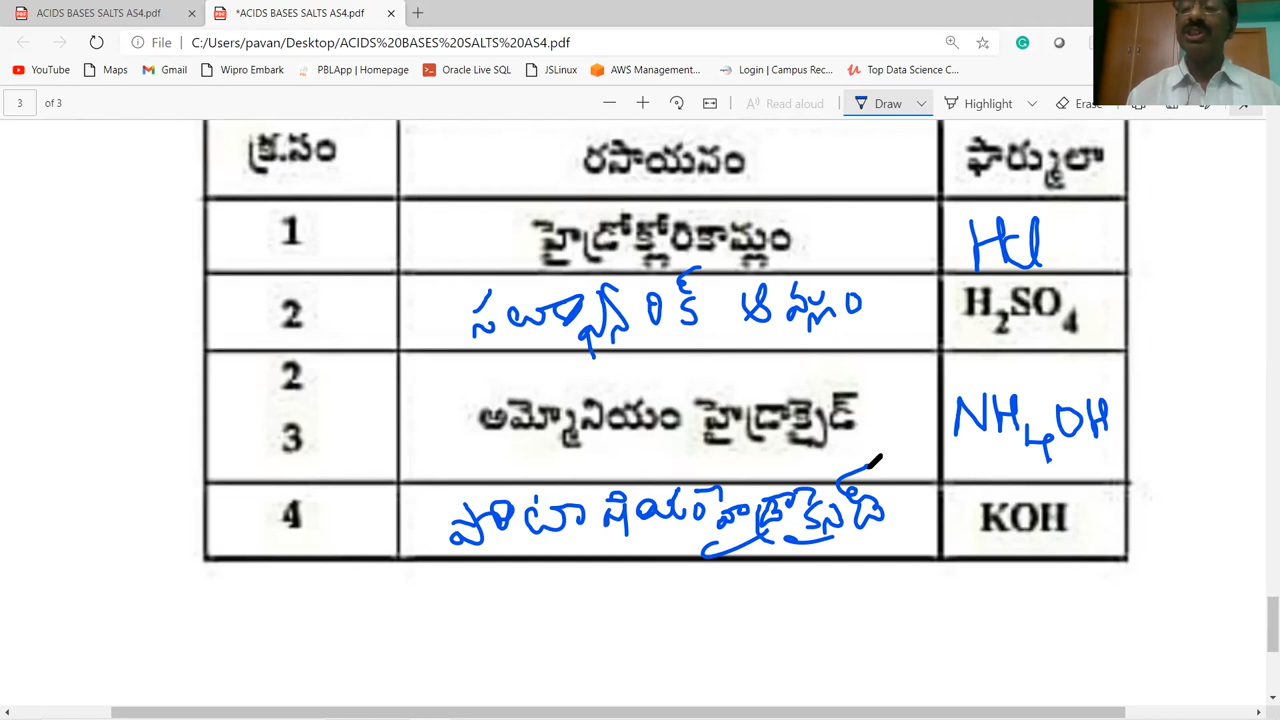 ACIDS BASES SALTS AS4.pdf
*ACIDS BASES SALTS AS4.pdf
File C:/Users/pavan/Desktop/ACIDS%20BASES%20SALTS%20AS4.pdf
YouTube Maps Gmail Wipro Embark PBLApp | Homepage Oracle Live SQL JSLinux AWS Management... Login | Campus Rec... Top Data Science C...
3 of 3 Read aloud Draw Highlight Erase
క్ర.సం రసాయనం ఫార్ములా
1 హైడ్రోక్లోరికామ్లం HCl
2 సల్ఫ్యూరిక్ ఆమ్లం H₂SO₄
2
3 అమ్మోనియం హైడ్రాక్సైడ్ NH₄OH
4 పొటాషియం హైడ్రాక్సైడ్ KOH